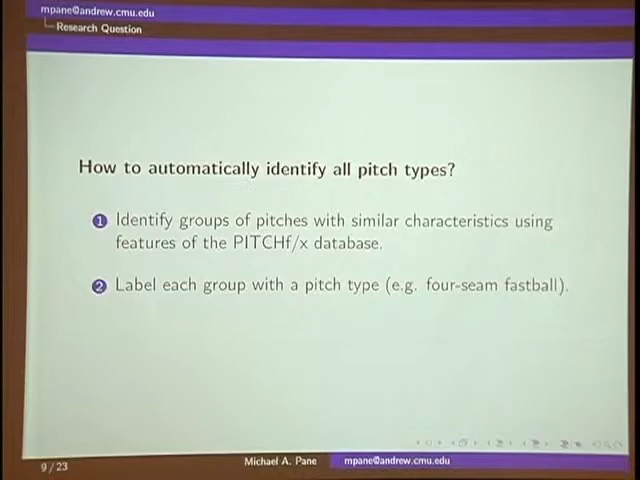 mpane@andrew.cmu.edu
Research Question
How to automatically identify all pitch types?
1 Identify groups of pitches with similar characteristics using
features of the PITCHf/x database.
2 Label each group with a pitch type (e.g. four-seam fastball).
9/23
Michael A. Pane
mpane@andrew.cmu.edu